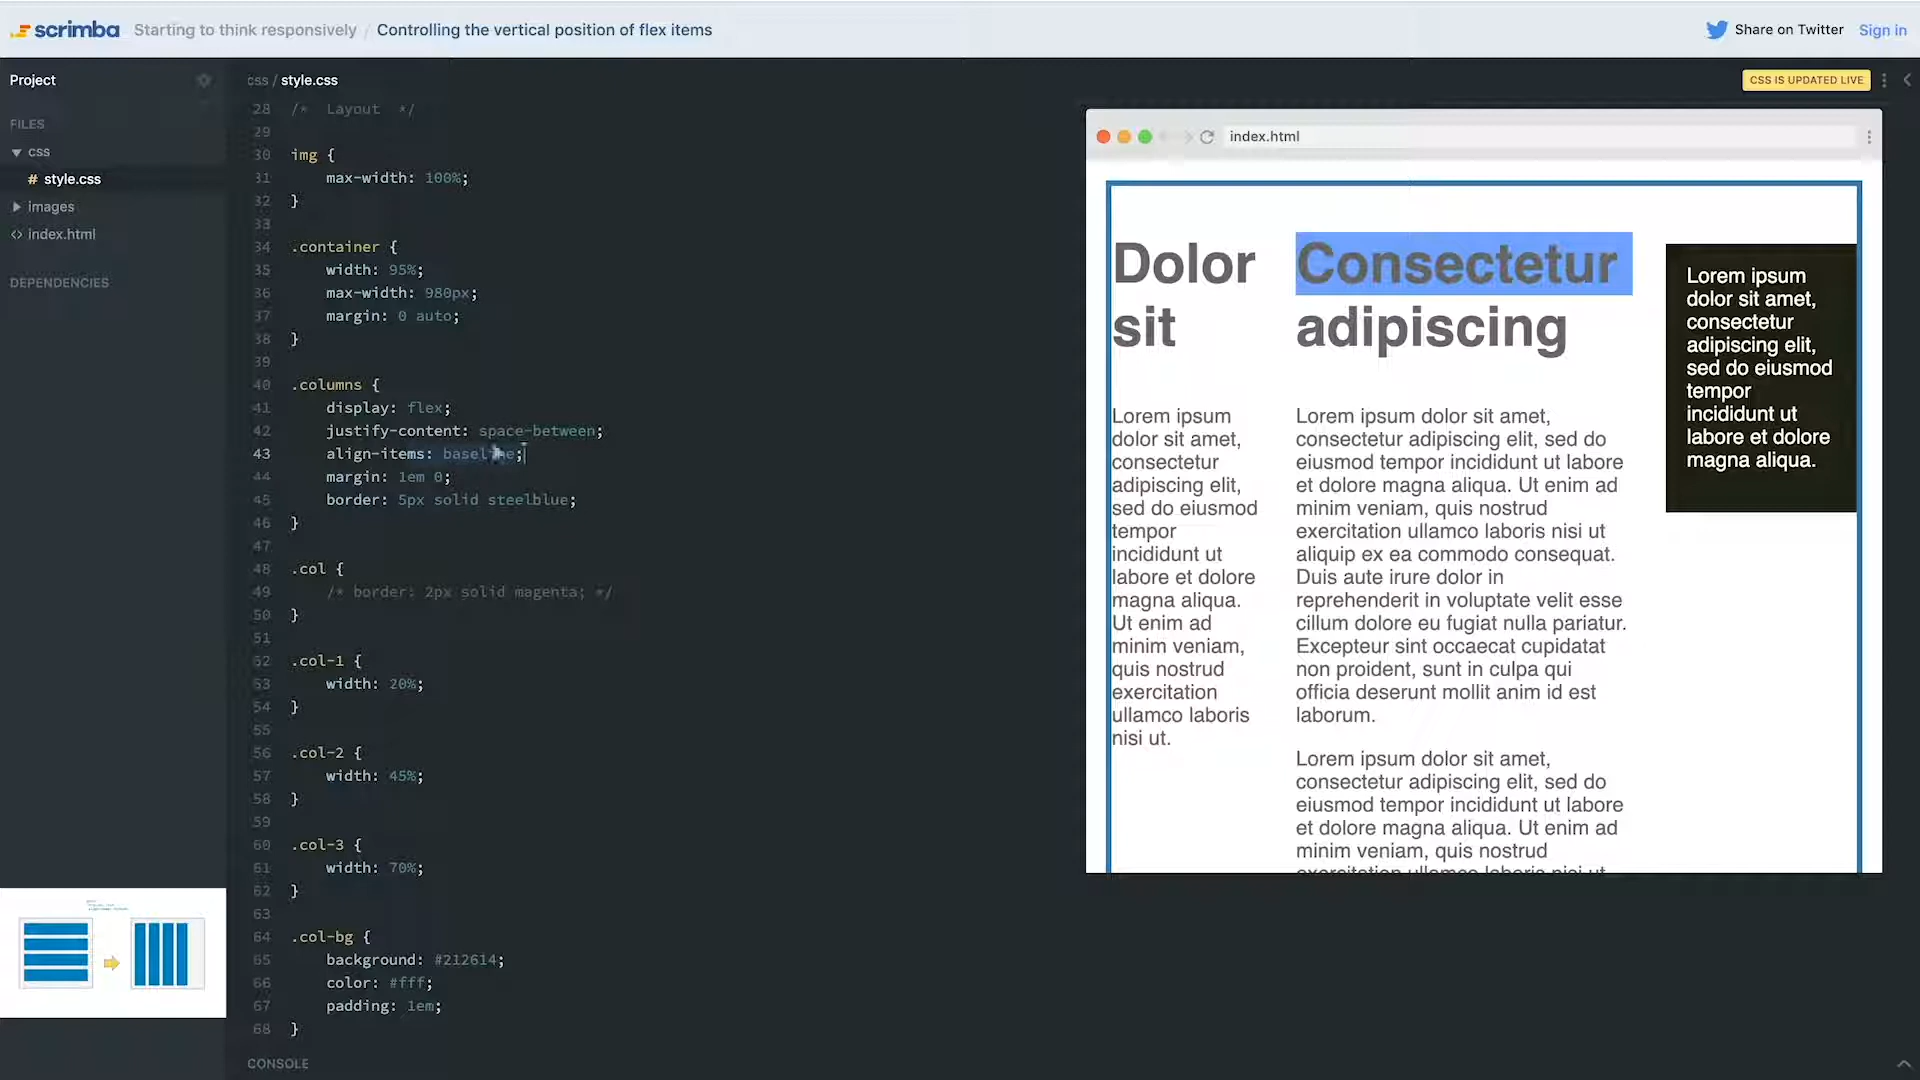 scrimba Starting to think responsively / Controlling the vertical position of flex items
Share on Twitter Sign in
Project
FILES
css
# style.css
images
<> index.html
DEPENDENCIES
css / style.css
CSS IS UPDATED LIVE
28 /* Layout */
29
30 img {
31 max-width: 100%;
32 }
33
34 .container {
35 width: 95%;
36 max-width: 980px;
37 margin: 0 auto;
38 }
39
40 .columns {
41 display: flex;
42 justify-content: space-between;
43 align-items: baseline;
44 margin: 1em 0;
45 border: 5px solid steelblue;
46 }
47
48 .col {
49 /* border: 2px solid magenta; */
50 }
51
52 .col-1 {
53 width: 20%;
54 }
55
56 .col-2 {
57 width: 45%;
58 }
59
60 .col-3 {
61 width: 70%;
62 }
63
64 .col-bg {
65 background: #212614;
66 color: #fff;
67 padding: 1em;
68 }
CONSOLE
index.html
Dolor
sit
Lorem ipsum
dolor sit amet,
consectetur
adipiscing elit,
sed do eiusmod
tempor
incididunt ut
labore et dolore
magna aliqua.
Ut enim ad
minim veniam,
quis nostrud
exercitation
ullamco laboris
nisi ut.
Consectetur
adipiscing
Lorem ipsum dolor sit amet,
consectetur adipiscing elit, sed do
eiusmod tempor incididunt ut labore
et dolore magna aliqua. Ut enim ad
minim veniam, quis nostrud
exercitation ullamco laboris nisi ut
aliquip ex ea commodo consequat.
Duis aute irure dolor in
reprehenderit in voluptate velit esse
cillum dolore eu fugiat nulla pariatur.
Excepteur sint occaecat cupidatat
non proident, sunt in culpa qui
officia deserunt mollit anim id est
laborum.
Lorem ipsum dolor sit amet,
consectetur adipiscing elit, sed do
eiusmod tempor incididunt ut labore
et dolore magna aliqua. Ut enim ad
minim veniam, quis nostrud
exercitation ullamco laboris nisi ut
Lorem ipsum
dolor sit amet,
consectetur
adipiscing elit,
sed do eiusmod
tempor
incididunt ut
labore et dolore
magna aliqua.